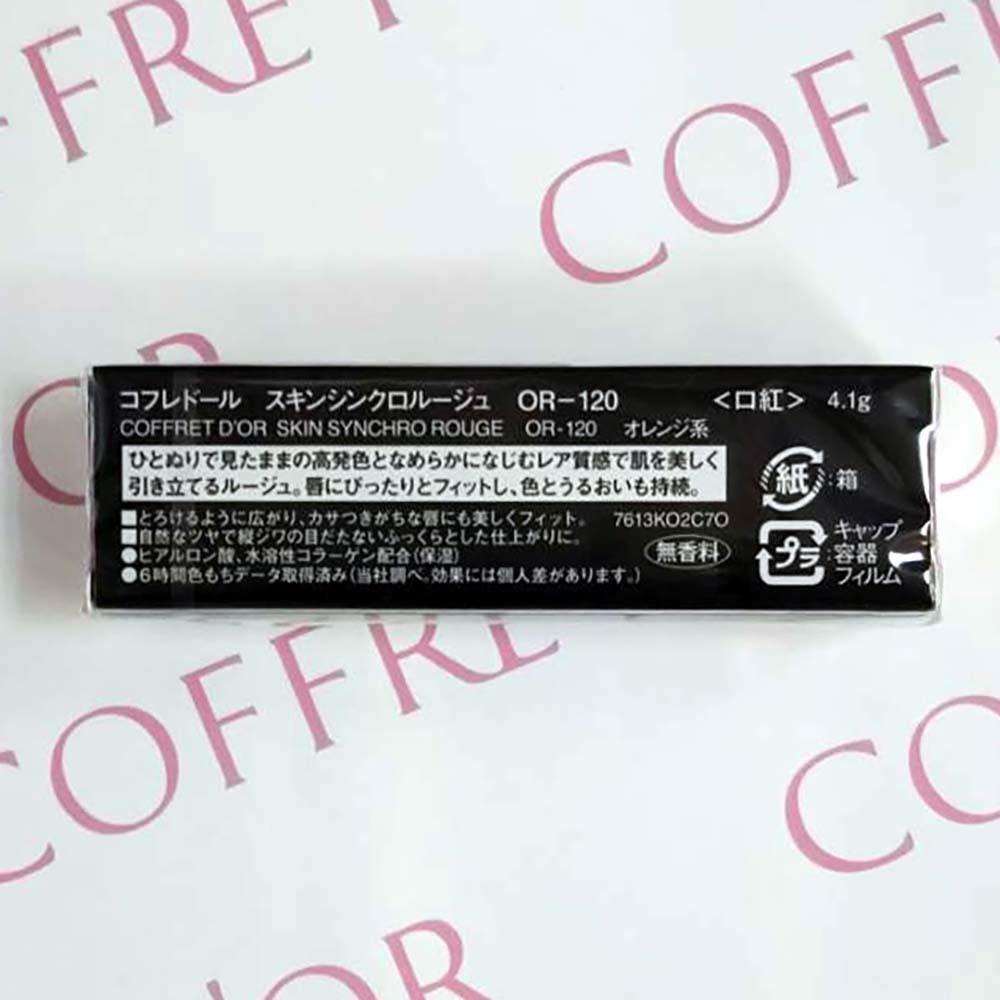 COFFRET
COFFRET
コフレドール スキンシンクロルージュ OR-120 <口紅> 4.1g
COFFRET D'OR SKIN SYNCHRO ROUGE OR-120 オレンジ系
ひとぬりで見たままの高発色となめらかになじむレア質感で肌を美しく
引き立てるルージュ。唇にぴったりとフィットし、色とうるおいも持続。
■とろけるように広がり、カサつきがちな唇にも美しくフィット。 7613KO2C7O
■自然なツヤで縦ジワの目だたないふっくらとした仕上がりに。
●ヒアルロン酸、水溶性コラーゲン配合(保湿)
●6時間色もちデータ取得済み(当社調べ。効果には個人差があります。)
無香料
紙 :箱
プラ :キャップ
容器
フィルム
COFFRE
CO
D'OR